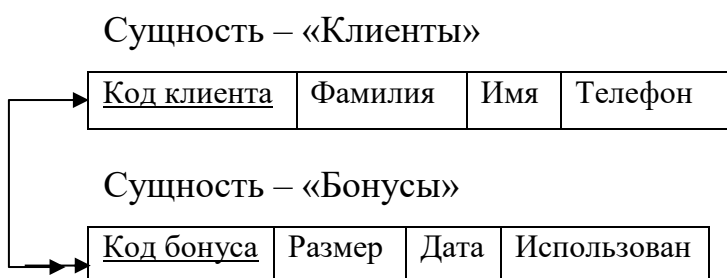 Сущность – «Клиенты»
Код клиента Фамилия Имя Телефон
Сущность – «Бонусы»
Код бонуса Размер Дата Использован